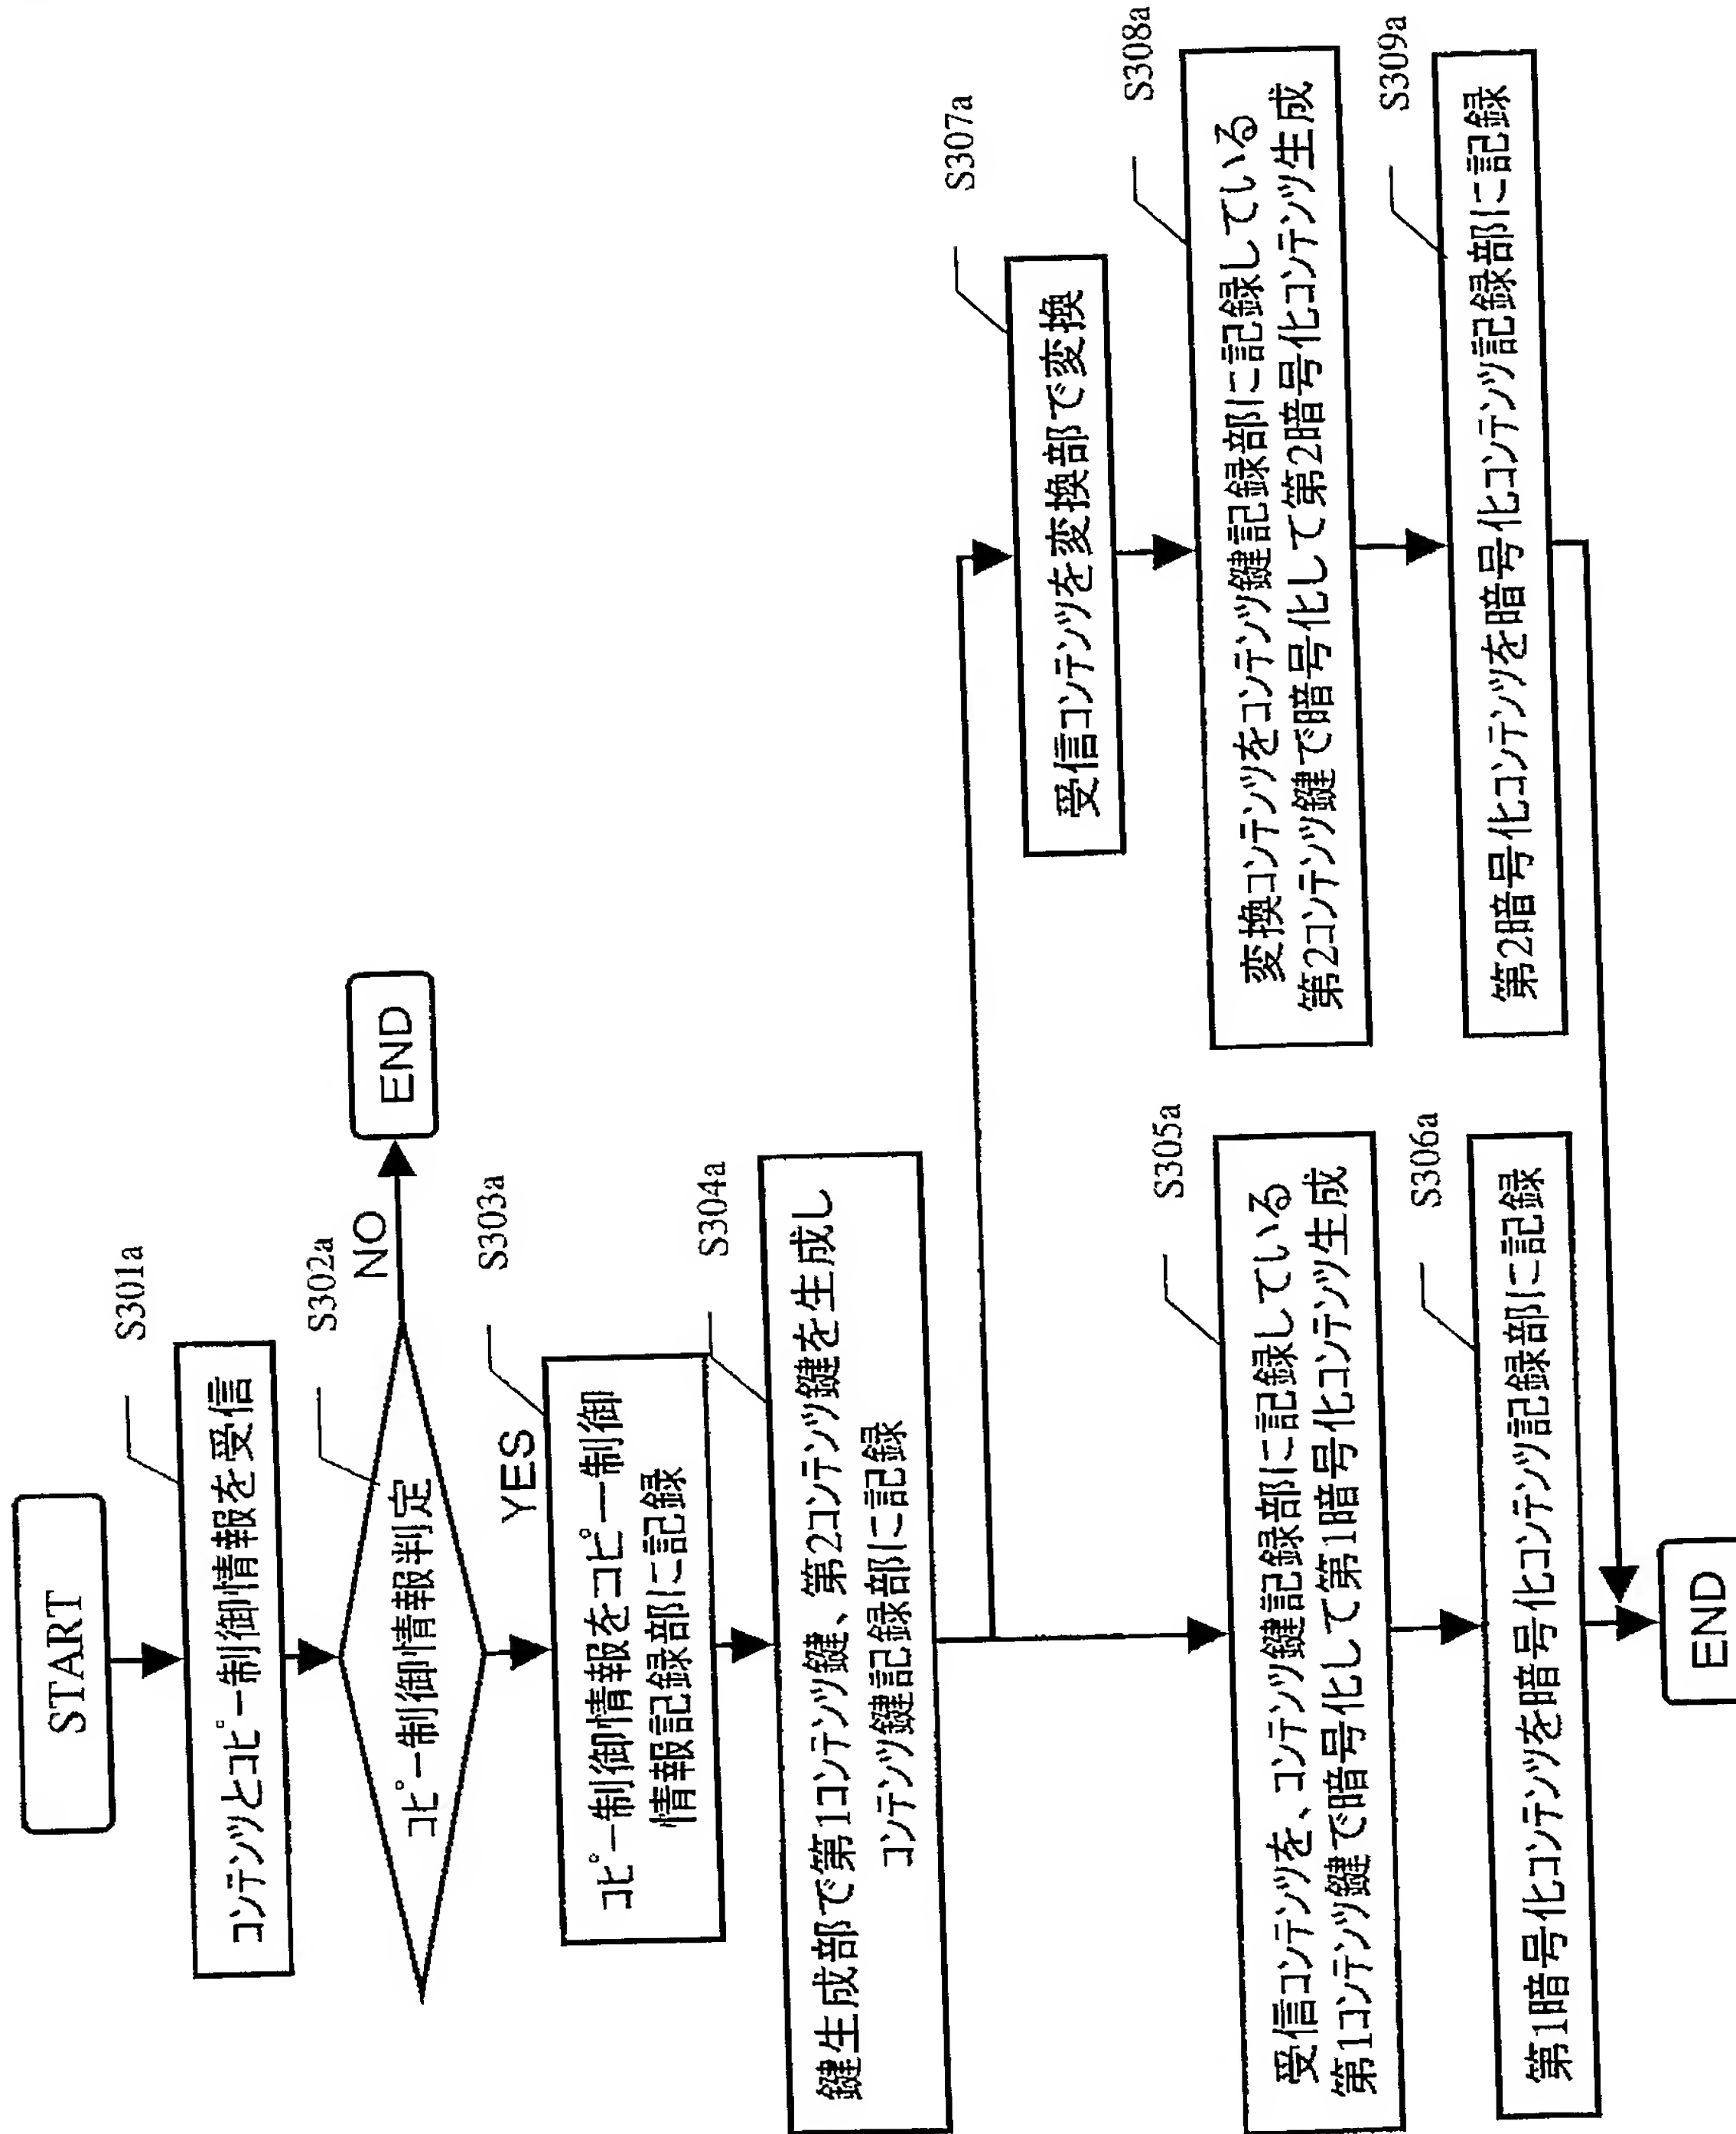 START
S301a
コンテンツとコピー制御情報を受信
S302a
コピー制御情報判定
NO
END
YES
S303a
コピー制御情報をコピー制御
情報記録部に記録
S304a
鍵生成部で第1コンテンツ鍵、第2コンテンツ鍵を生成し
コンテンツ鍵記録部に記録
S305a
受信コンテンツを、コンテンツ鍵記録部に記録している
第1コンテンツ鍵で暗号化して第1暗号化コンテンツ生成
S306a
第1暗号化コンテンツを暗号化コンテンツ記録部に記録
S307a
受信コンテンツを変換部で変換
S308a
変換コンテンツをコンテンツ鍵記録部に記録している
第2コンテンツ鍵で暗号化して第2暗号化コンテンツ生成
S309a
第2暗号化コンテンツを暗号化コンテンツ記録部に記録
END